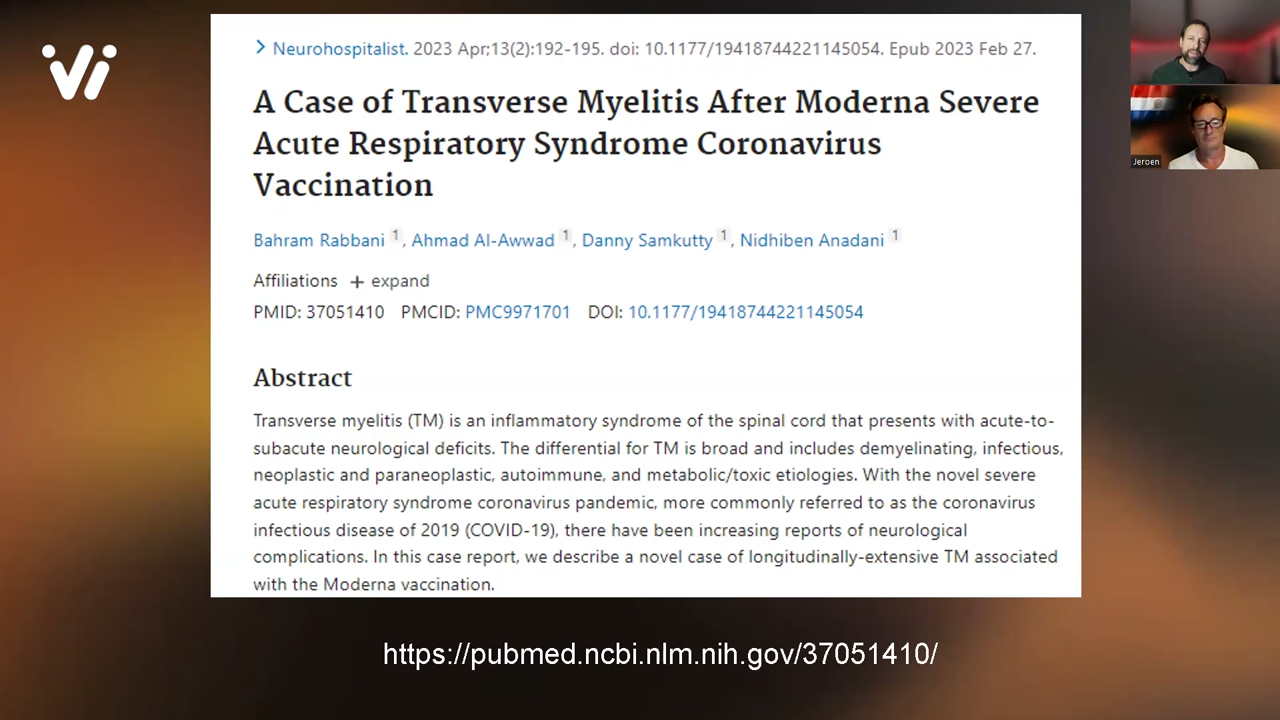 Vi
Neurohospitalist. 2023 Apr;13(2):192-195. doi: 10.1177/19418744221145054. Epub 2023 Feb 27.
A Case of Transverse Myelitis After Moderna Severe
Acute Respiratory Syndrome Coronavirus
Vaccination
Bahram Rabbani 1, Ahmad Al-Awwad 1, Danny Samkutty 1, Nidhiben Anadani 1
Affiliations + expand
PMID: 37051410 PMCID: PMC9971701 DOI: 10.1177/19418744221145054
Abstract
Transverse myelitis (TM) is an inflammatory syndrome of the spinal cord that presents with acute-to-
subacute neurological deficits. The differential for TM is broad and includes demyelinating, infectious,
neoplastic and paraneoplastic, autoimmune, and metabolic/toxic etiologies. With the novel severe
acute respiratory syndrome coronavirus pandemic, more commonly referred to as the coronavirus
infectious disease of 2019 (COVID-19), there have been increasing reports of neurological
complications. In this case report, we describe a novel case of longitudinally-extensive TM associated
with the Moderna vaccination.
https://pubmed.ncbi.nlm.nih.gov/37051410/
Jeroen